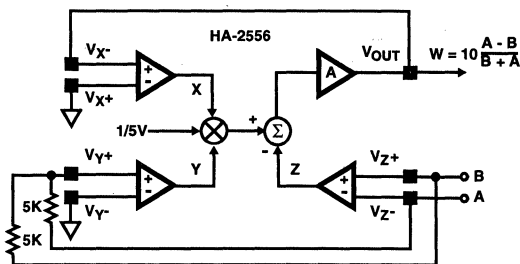 HA-2556
VX-
VX+
+
-
X
1/5V
+
Σ
-
A
VOUT
W = 10 A - B / B + A
VY+
VY-
+
-
Y
Z
+
-
VZ+
VZ-
B
A
5K
5K